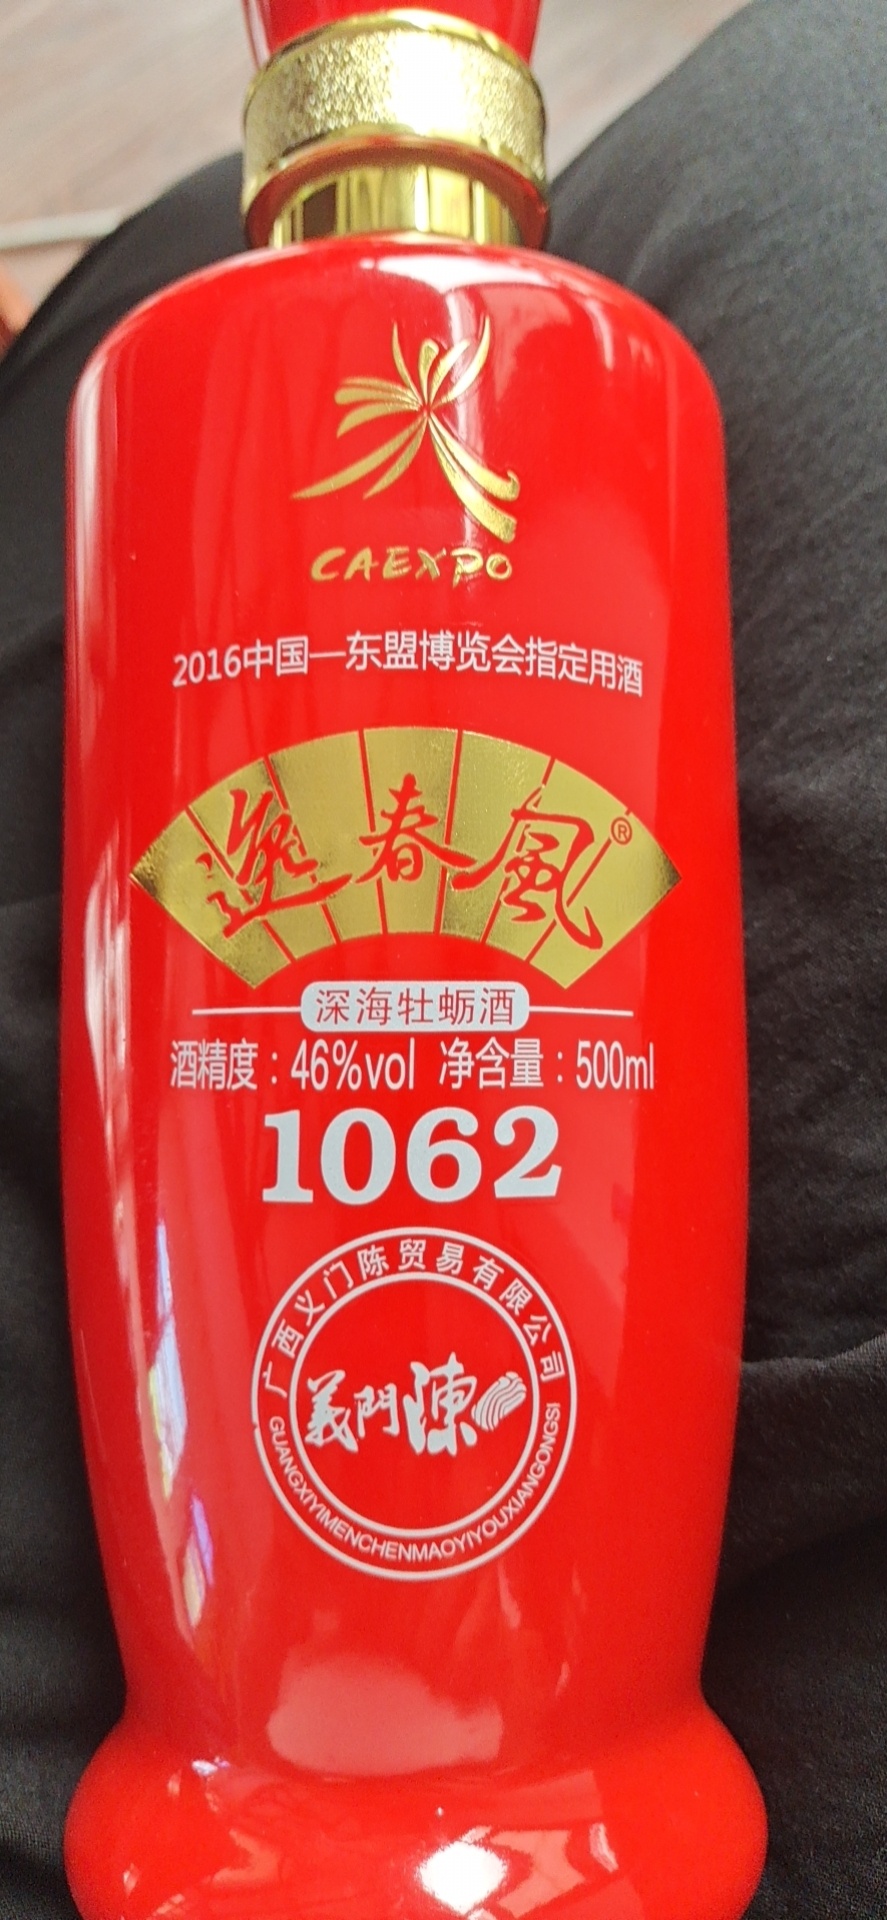 CAEXPO
2016中国—东盟博览会指定用酒
逸春風®
深海牡蛎酒
酒精度：46%vol 净含量：500ml
1062
广西义门陈贸易有限公司
義門陳
GUANGXIYIMENCHENMAOYIYOUXIANGONGSI